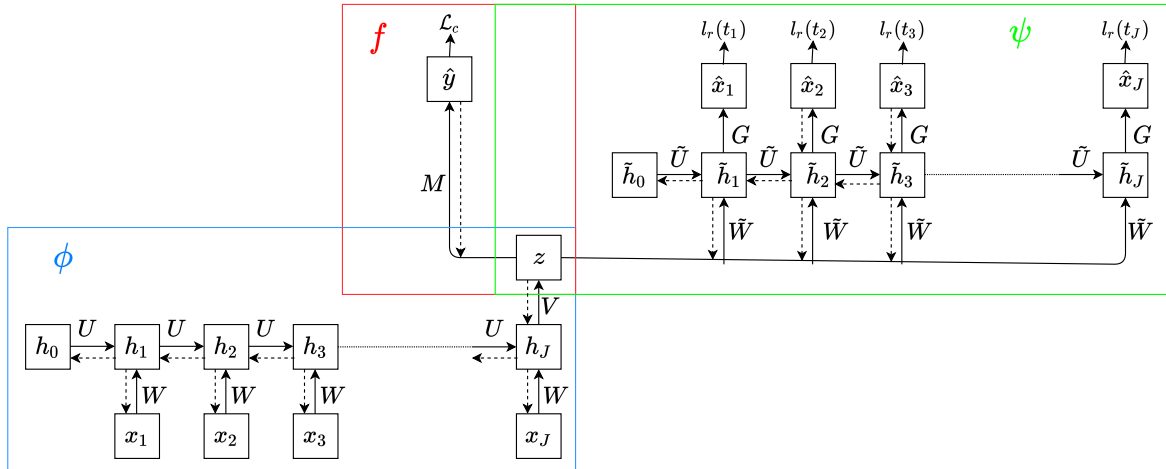 𝓛_c l_r(t_1) l_r(t_2) l_r(t_3) l_r(t_J)
f ψ
ŷ x̂_1 x̂_2 x̂_3 x̂_J
G G G G
Ũ Ũ Ũ Ũ
M h̃_0 h̃_1 h̃_2 h̃_3 h̃_J
W̃ W̃ W̃ W̃
ϕ z
V
U U U U
h_0 h_1 h_2 h_3 h_J
W W W W
x_1 x_2 x_3 x_J